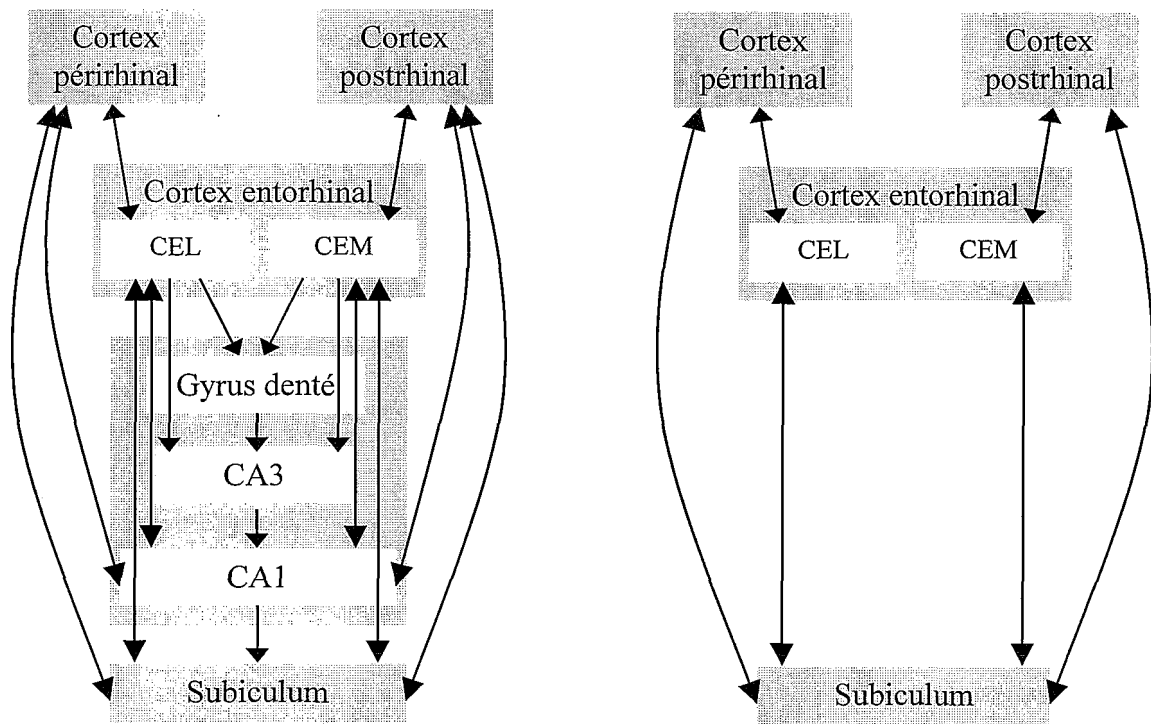 Cortex
périrhinal
Cortex
postrhinal
Cortex entorhinal
CEL
CEM
Gyrus denté
CA3
CA1
Subiculum
Cortex
périrhinal
Cortex
postrhinal
Cortex entorhinal
CEL
CEM
Subiculum